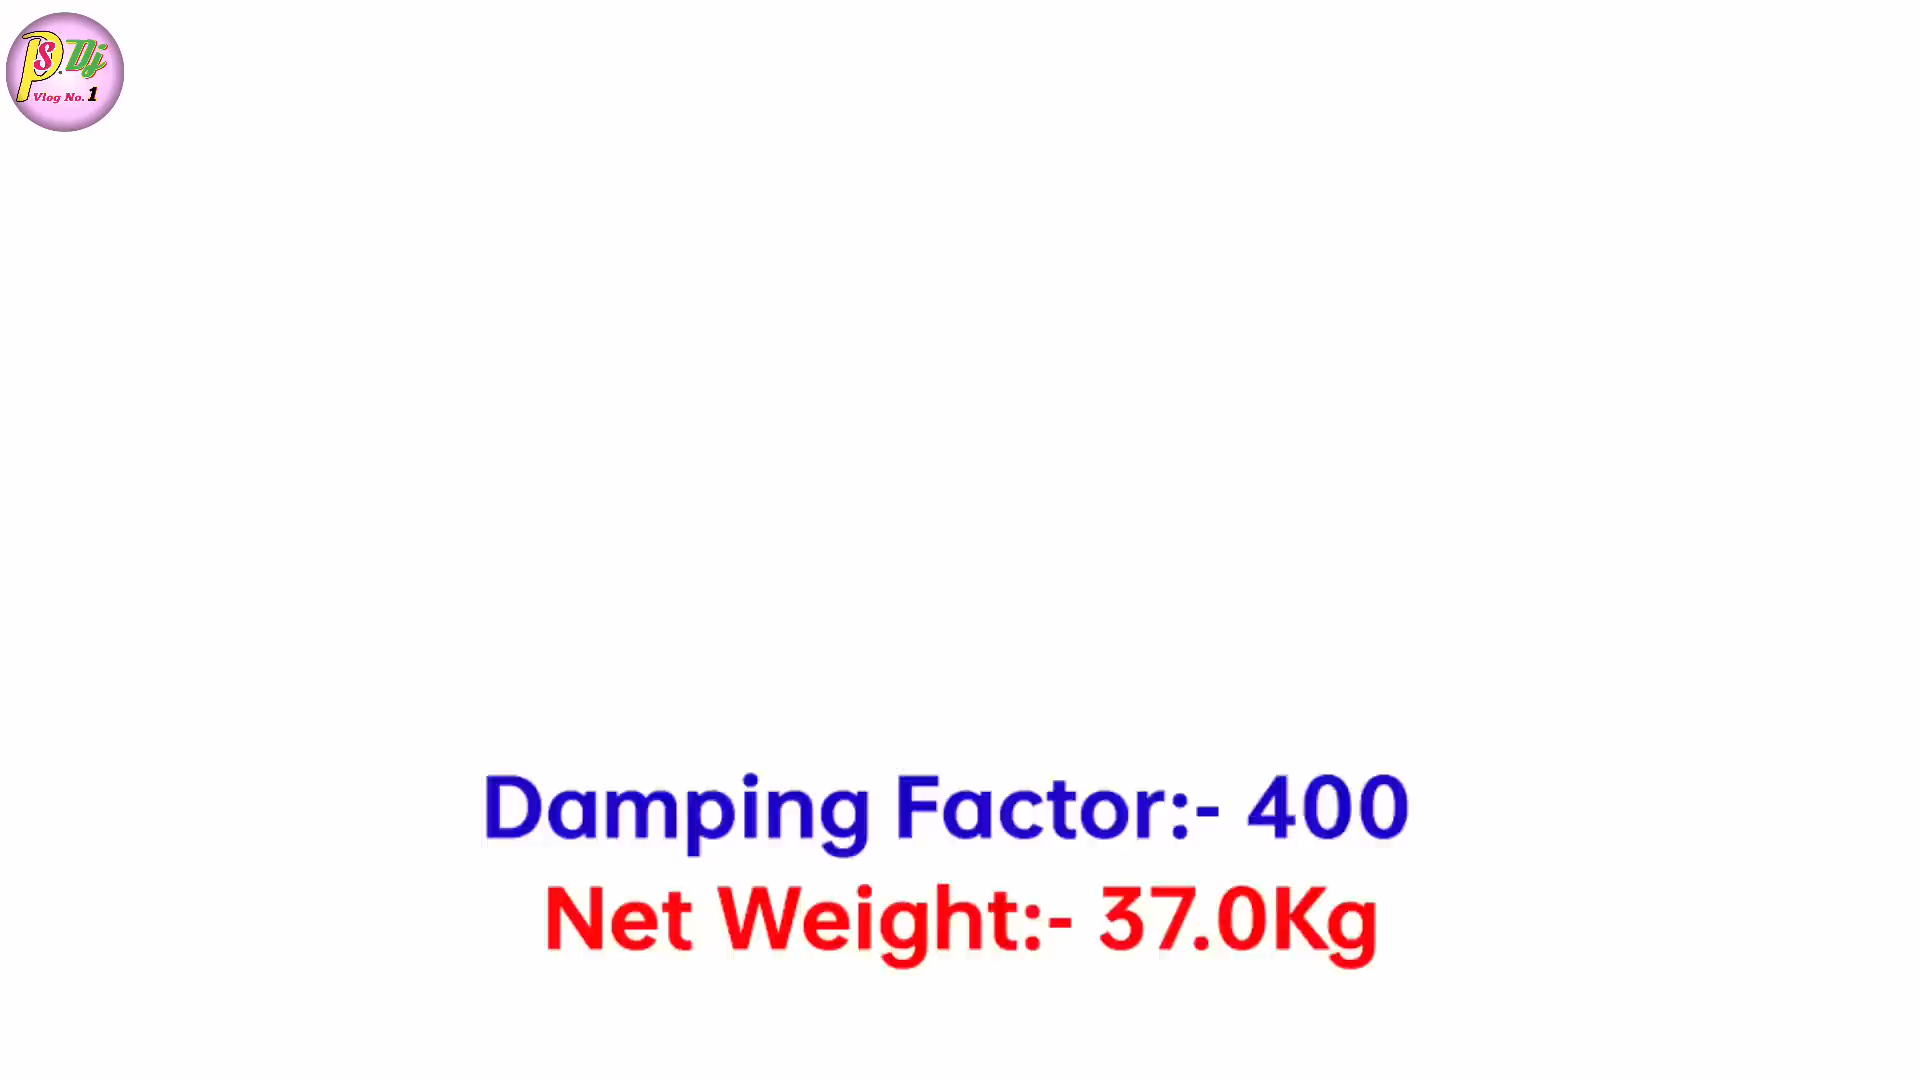 PS. Dj
Vlog No. 1
Damping Factor:- 400
Net Weight:- 37.0Kg